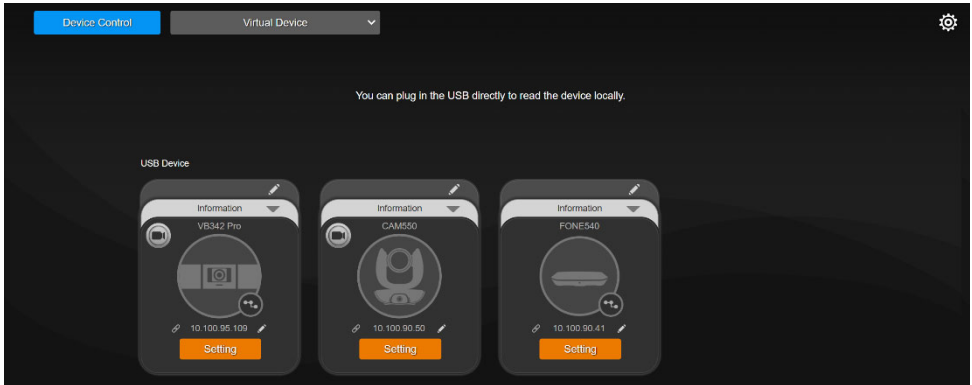 Device Control
Virtual Device
You can plug in the USB directly to read the device locally.
USB Device
Information
VB342 Pro
10.100.95.109
Setting
Information
CAM550
10.100.90.50
Setting
Information
FONE540
10.100.90.41
Setting